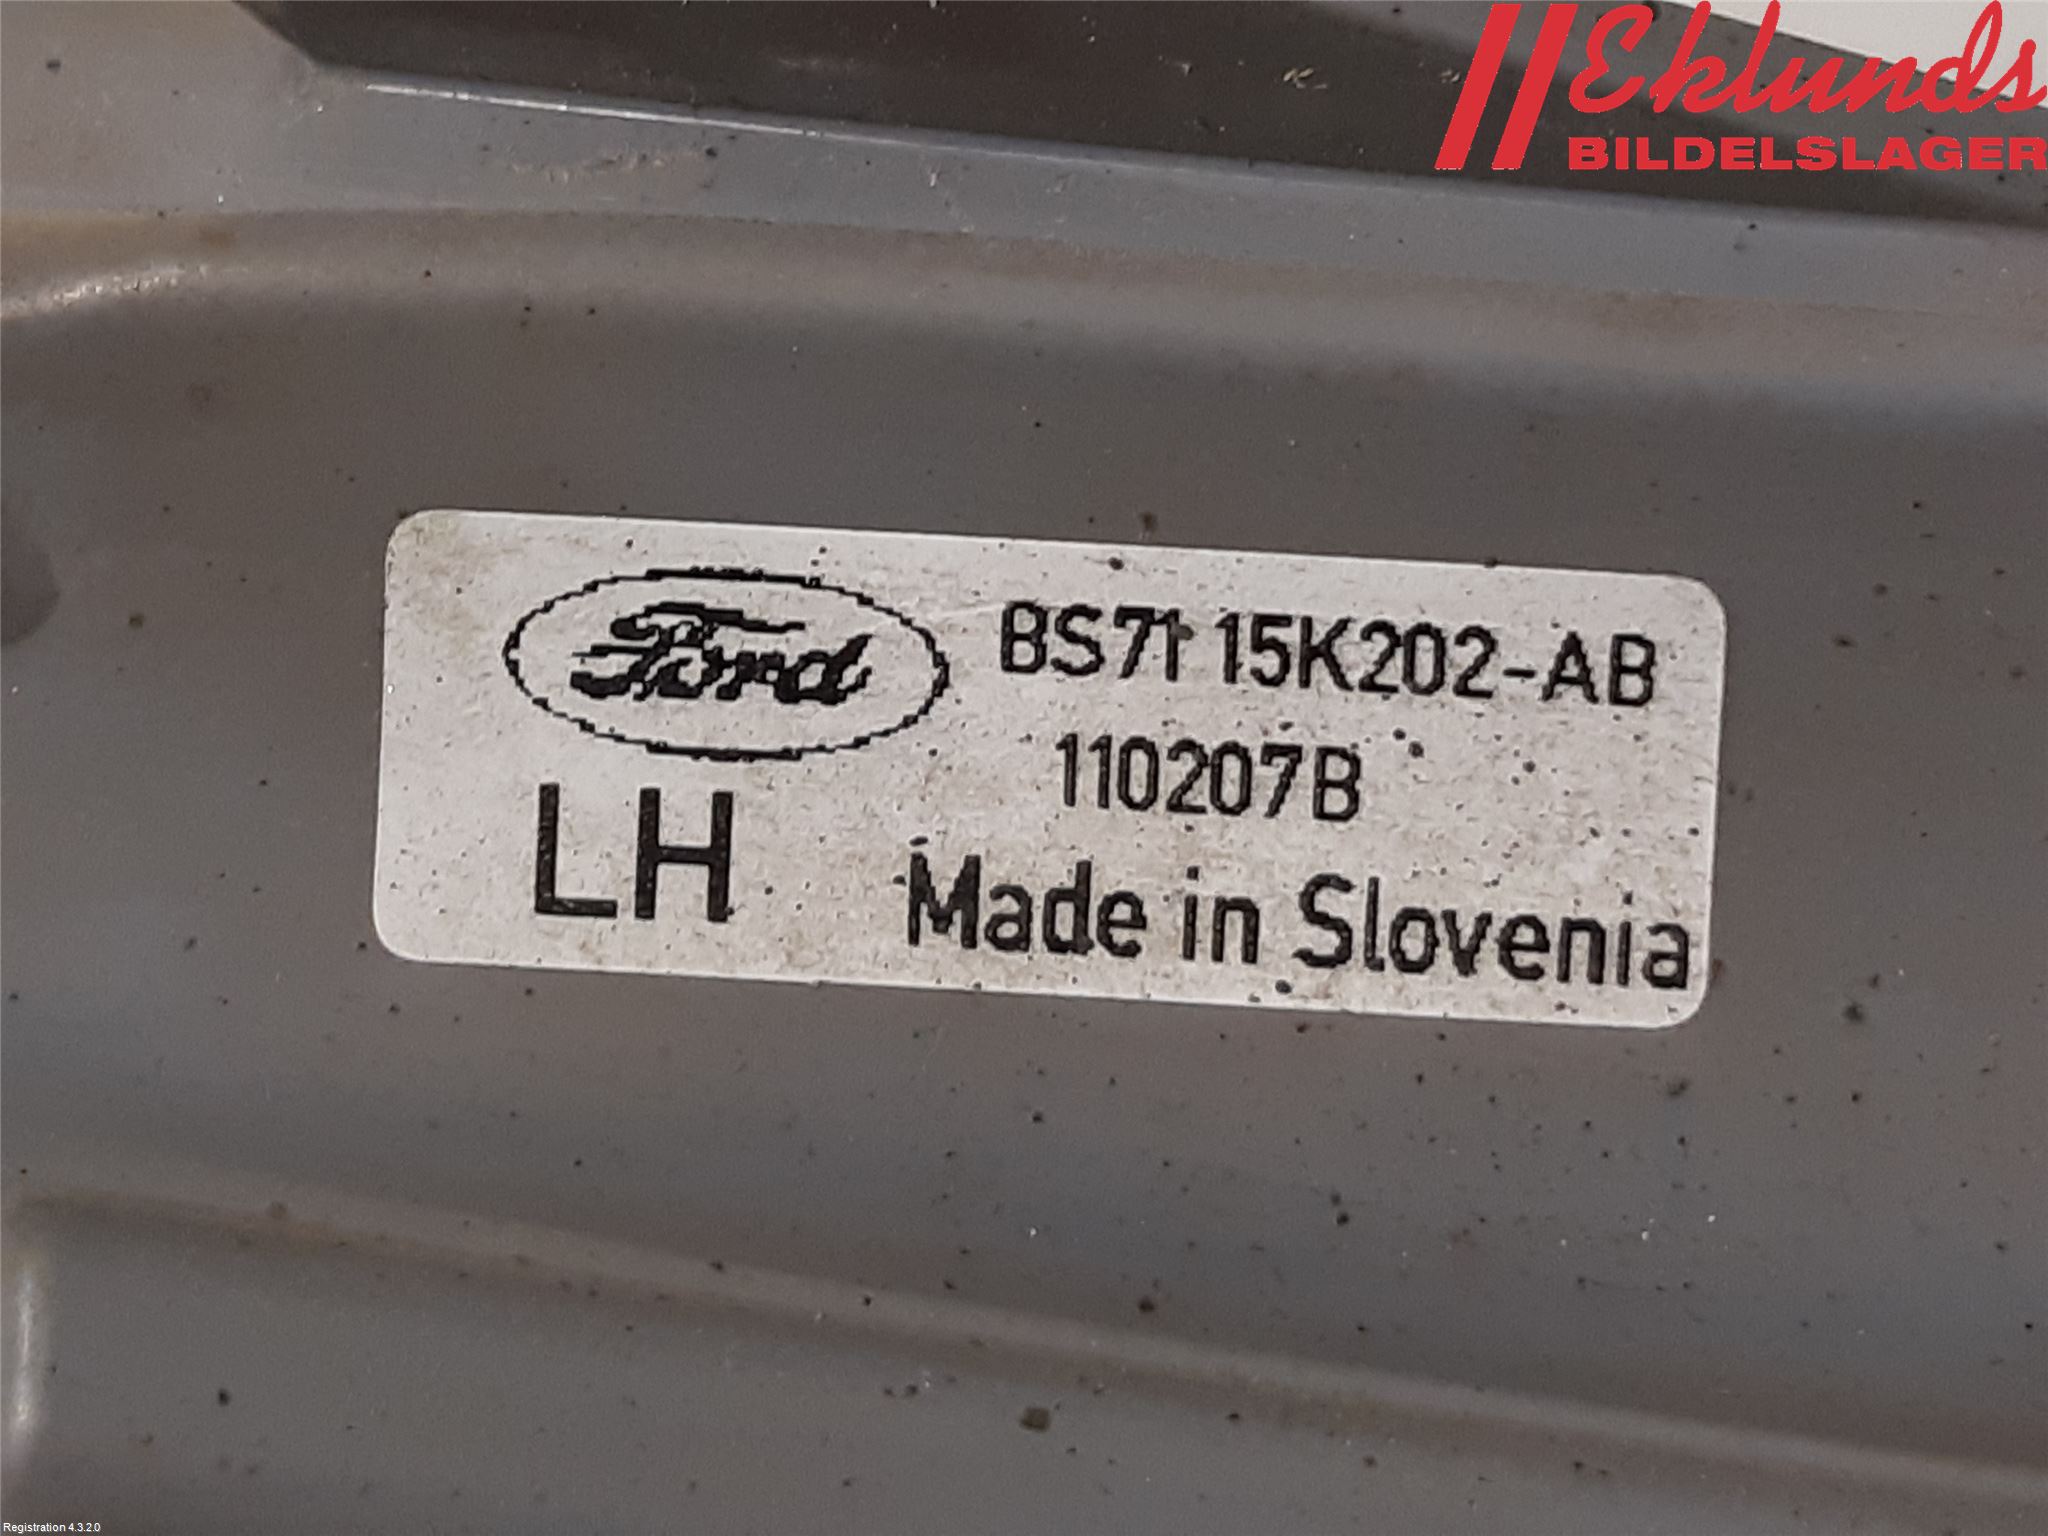 Eklunds
BILDELSLAGER
Ford
BS71 15K202-AB
110207B
LH
Made in Slovenia
Registration 4.3.2.0